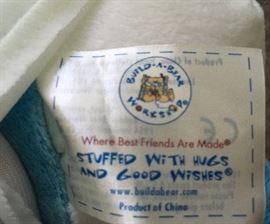 BUILD-A-BEAR
WORKSHOP®
Where Best Friends Are Made®
STUFFED WITH HUGS
AND GOOD WISHES®
www.buildabear.com
Product of China
CE